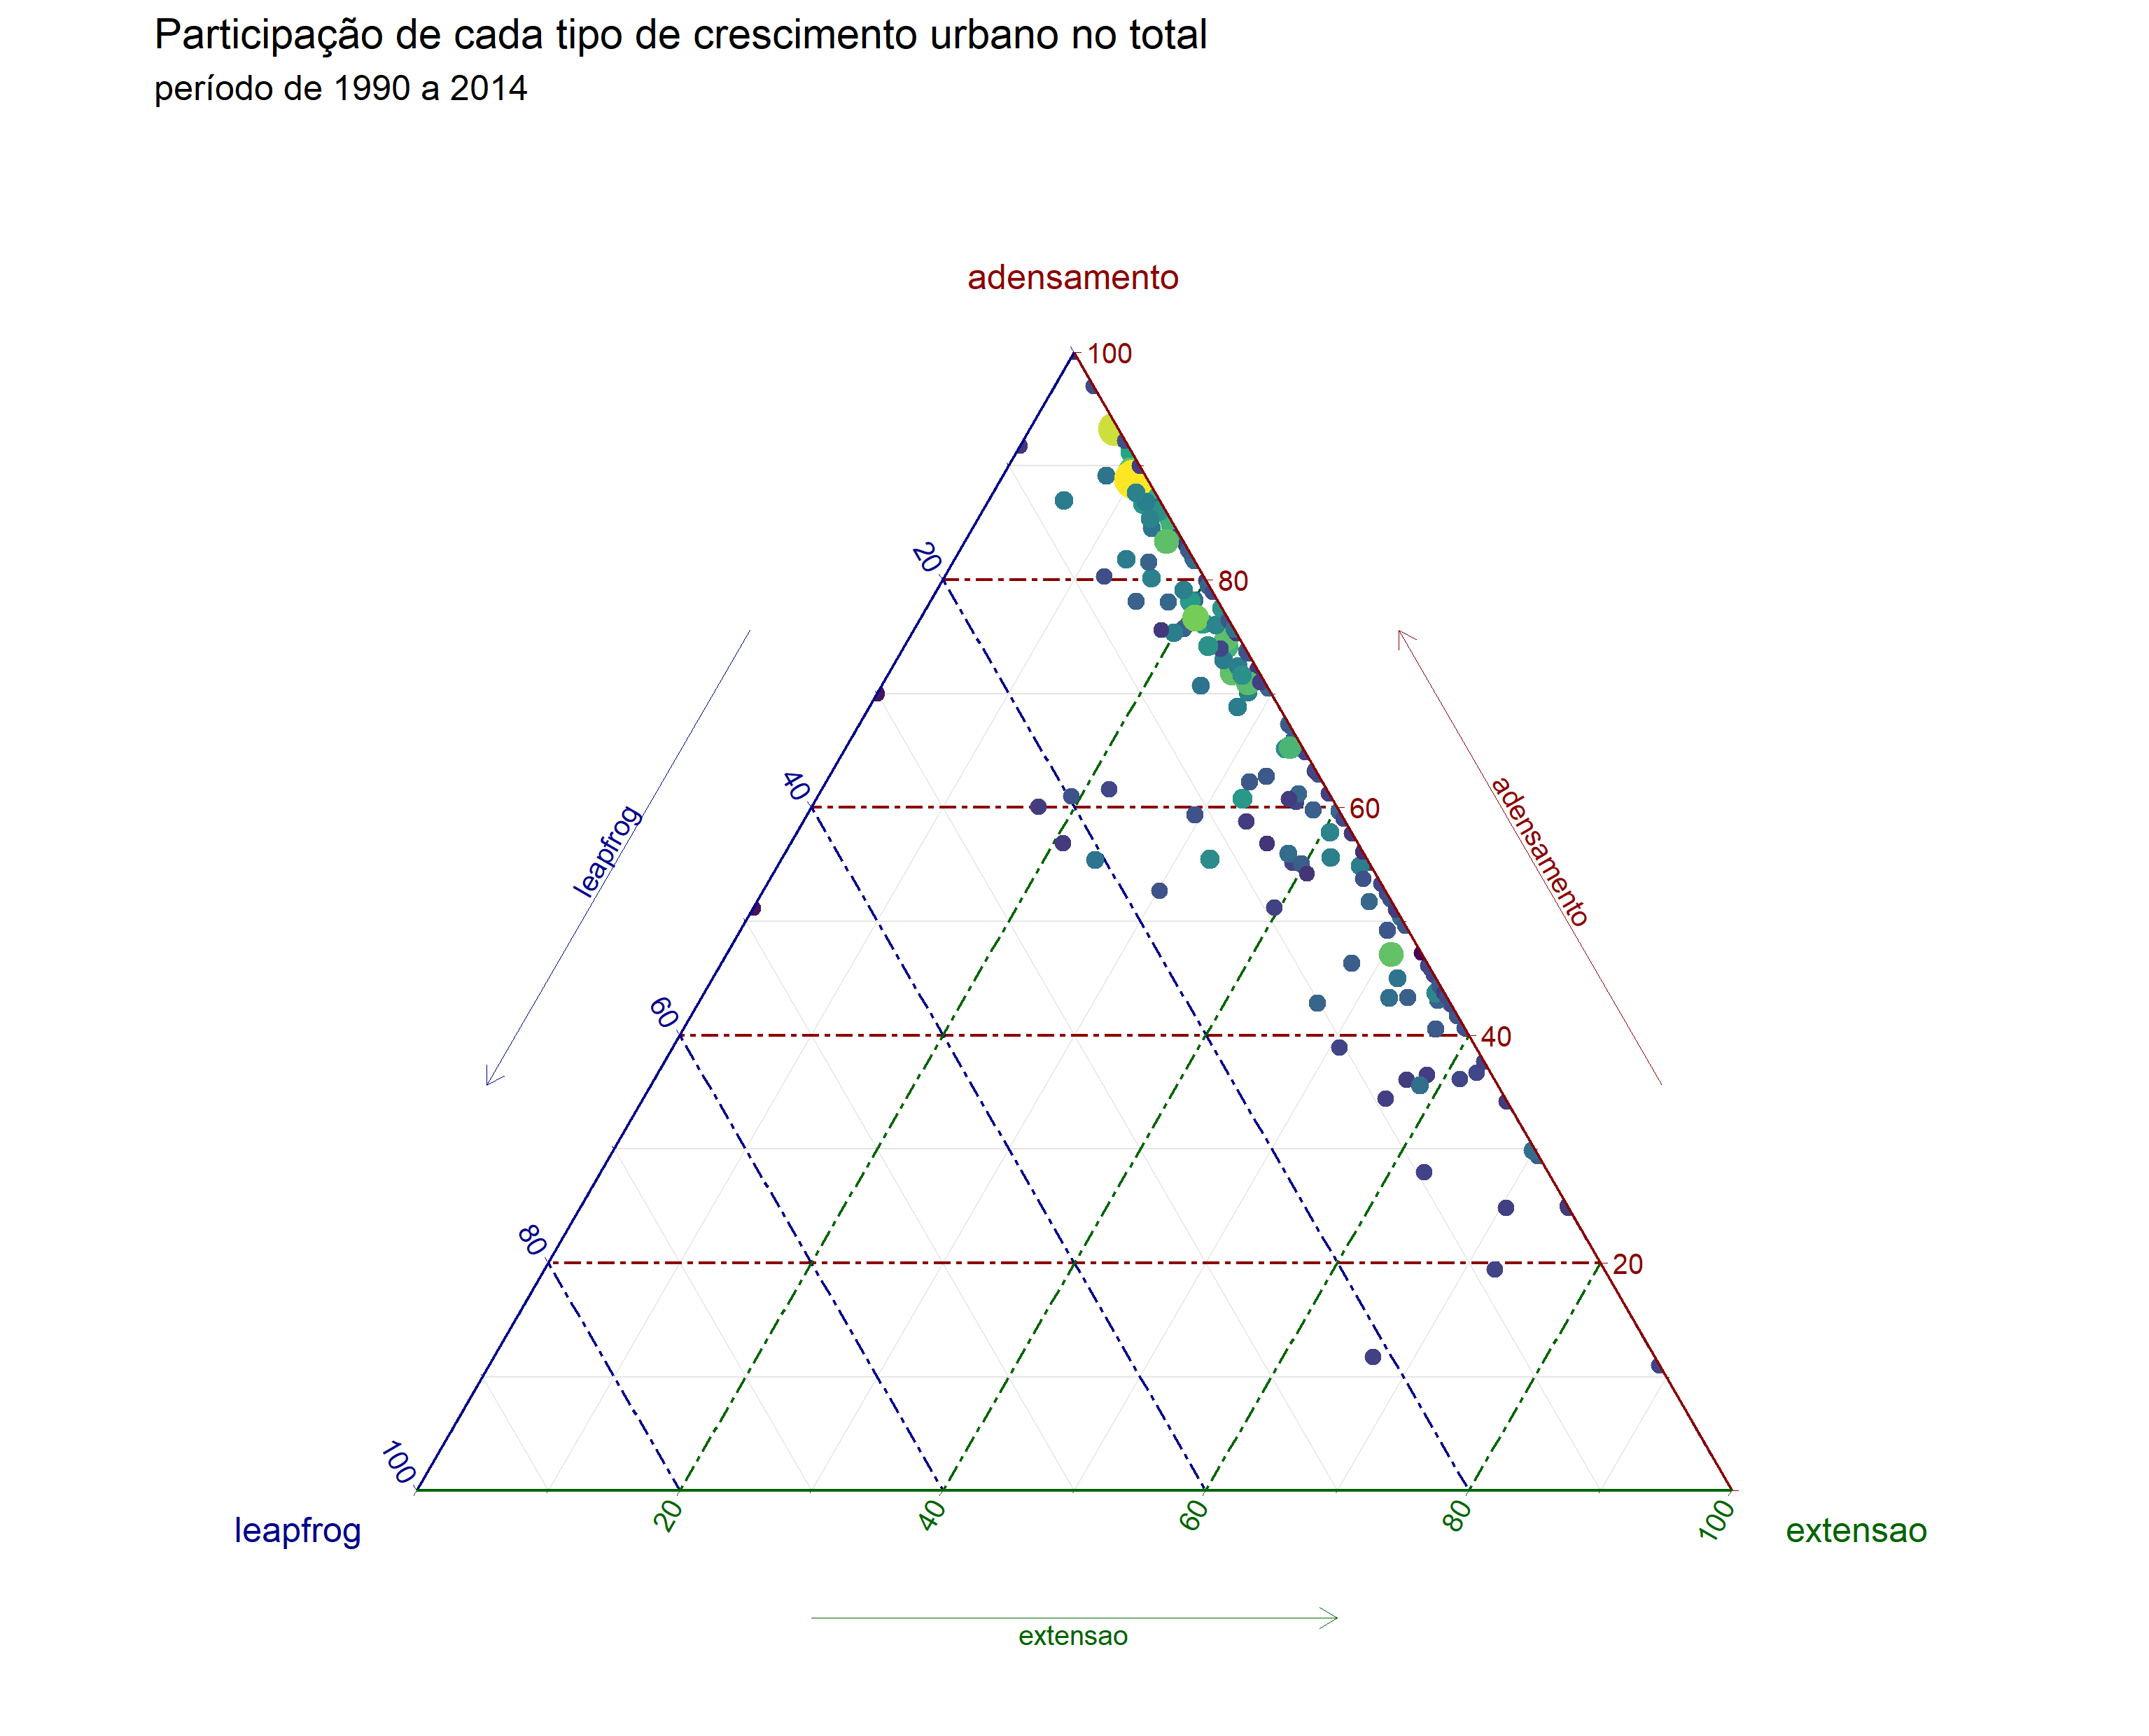 Participação de cada tipo de crescimento urbano no total
período de 1990 a 2014
adensamento
100
20
80
40
60
leapfrog
adensamento
60
40
80
20
100
20
40
60
80
100
leapfrog
extensao
extensao